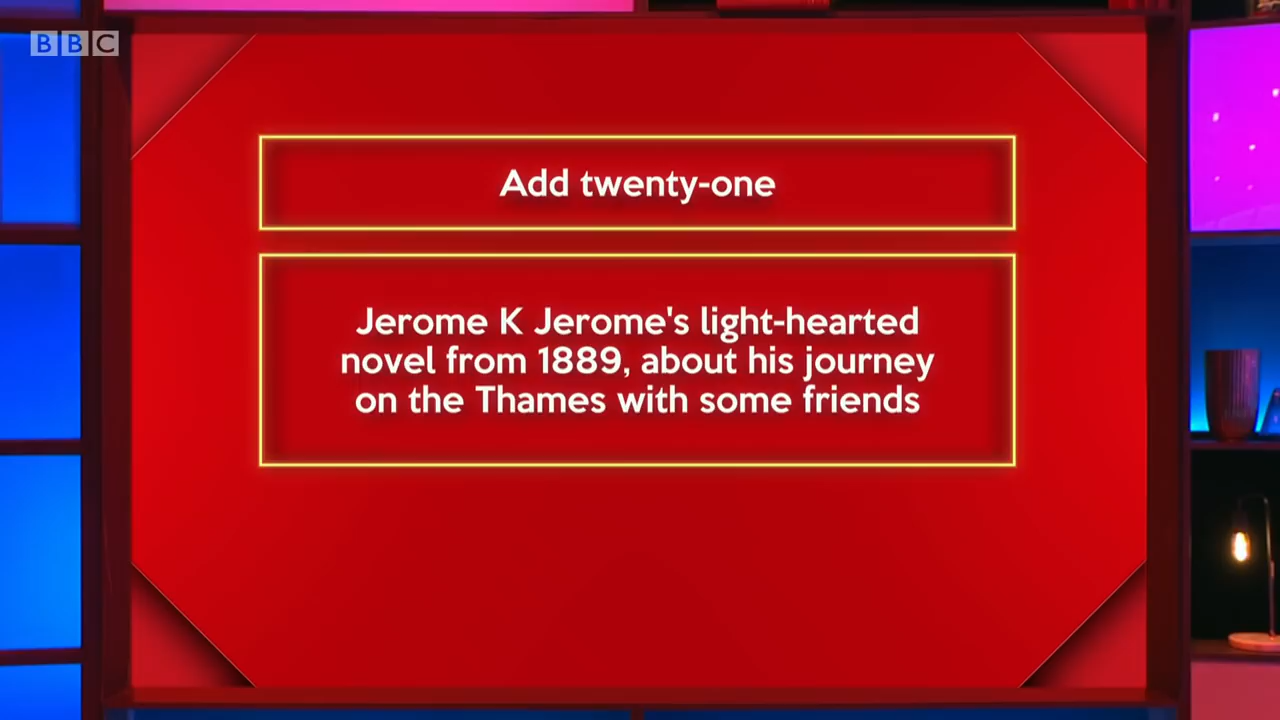 BBC
Add twenty-one
Jerome K Jerome's light-hearted
novel from 1889, about his journey
on the Thames with some friends